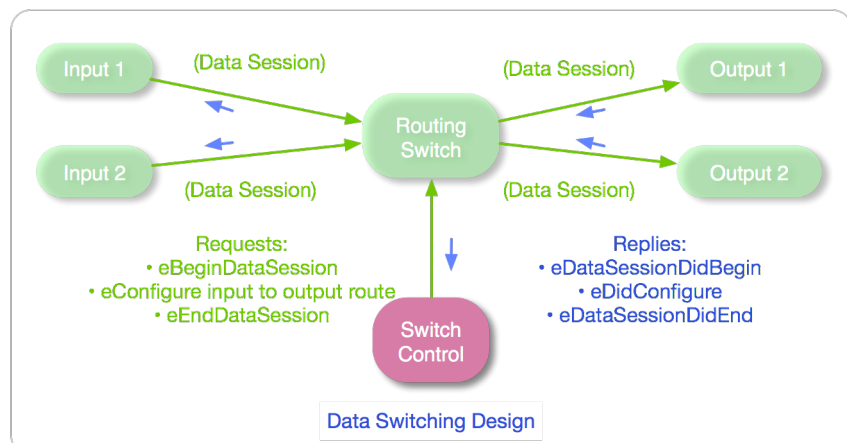 Input 1
(Data Session)
(Data Session)
Output 1
Routing
Switch
Input 2
(Data Session)
(Data Session)
Output 2
Requests:
• eBeginDataSession
• eConfigure input to output route
• eEndDataSession
Replies:
• eDataSessionDidBegin
• eDidConfigure
• eDataSessionDidEnd
Switch
Control
Data Switching Design